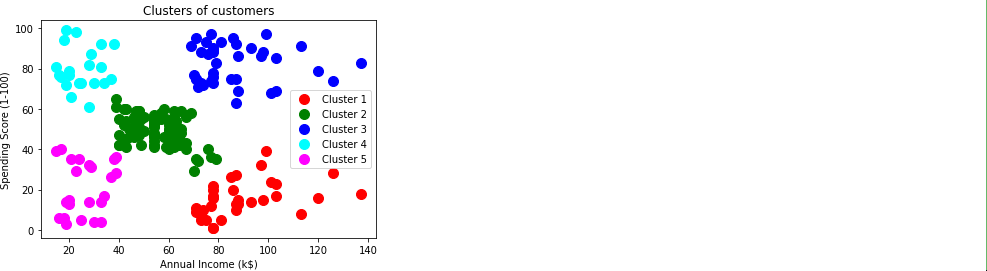 Clusters of customers
Spending Score (1-100)
100
80
60
40
20
0
Cluster 1
Cluster 2
Cluster 3
Cluster 4
Cluster 5
20 40 60 80 100 120 140
Annual Income (k$)